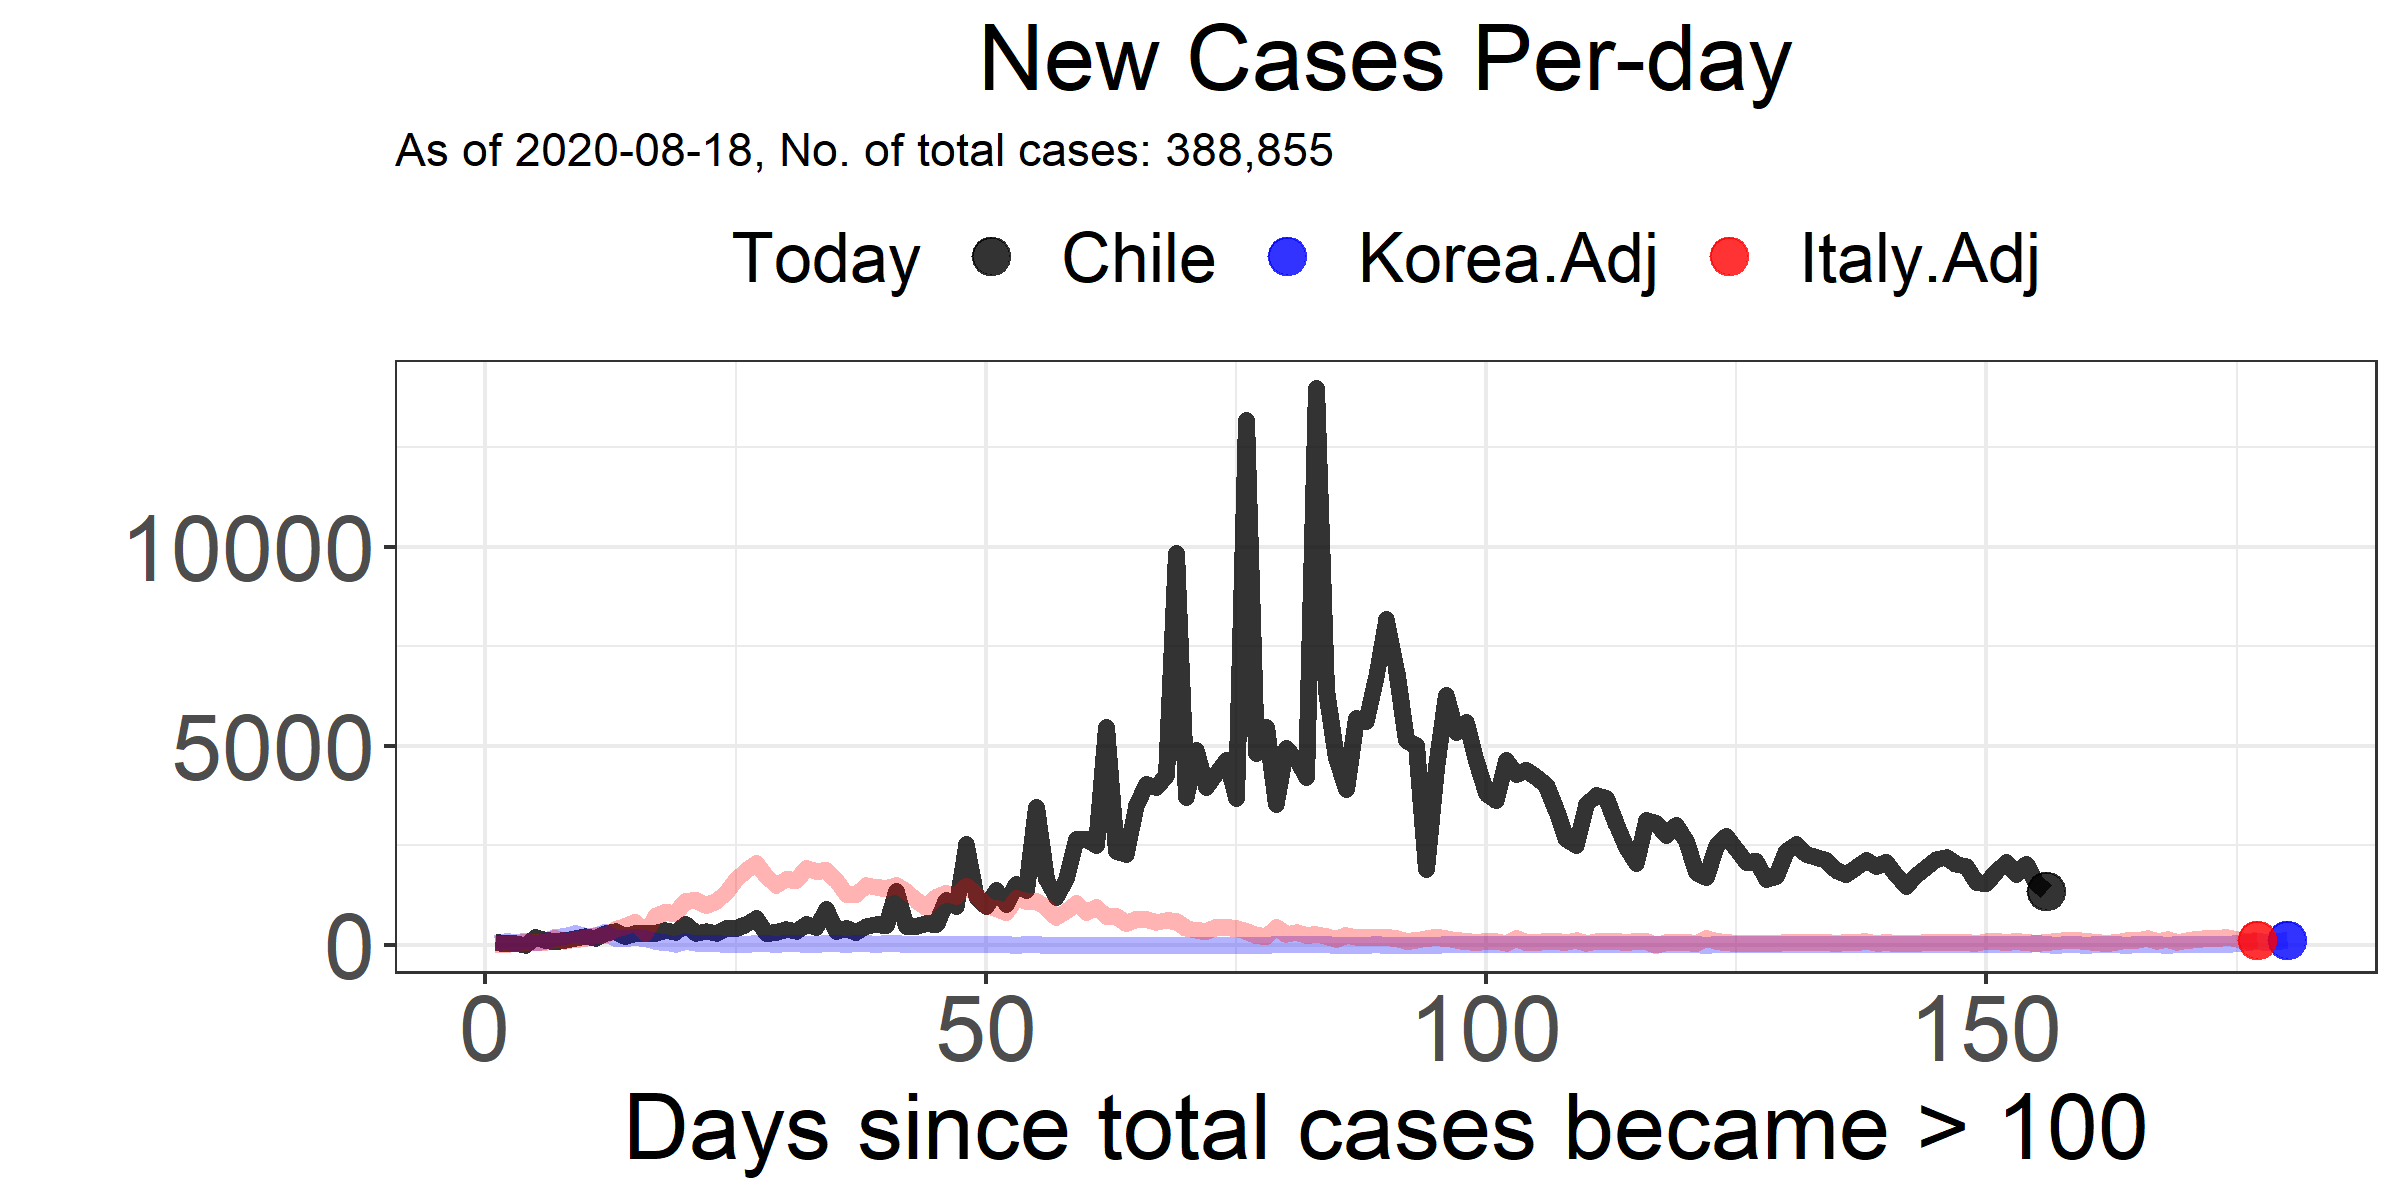 New Cases Per-day
As of 2020-08-18, No. of total cases: 388,855
Today Chile Korea.Adj Italy.Adj
10000
5000
0
0 50 100 150
Days since total cases became > 100